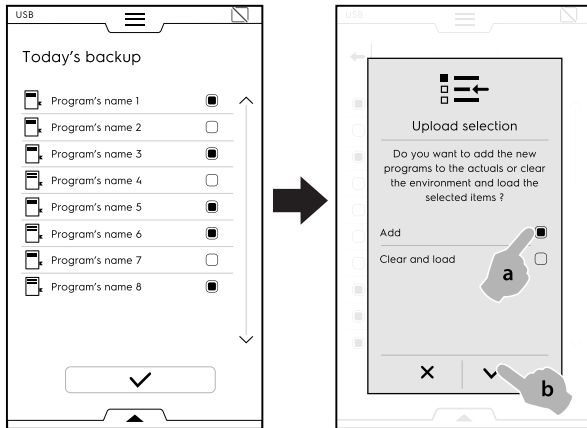 USB
Today's backup
Program's name 1
Program's name 2
Program's name 3
Program's name 4
Program's name 5
Program's name 6
Program's name 7
Program's name 8
USB
Upload selection
Do you want to add the new
programs to the actuals or clear
the environment and load the
selected items ?
Add
Clear and load
a
b